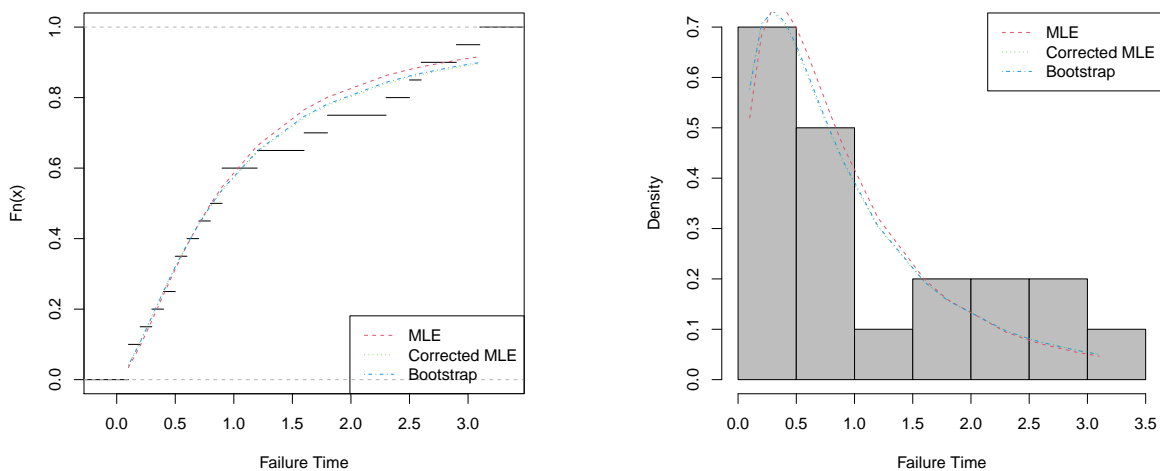 Fn(x)
1.0
0.8
0.6
0.4
0.2
0.0
MLE
Corrected MLE
Bootstrap
0.0 0.5 1.0 1.5 2.0 2.5 3.0
Failure Time
Density
0.7
0.6
0.5
0.4
0.3
0.2
0.1
0.0
MLE
Corrected MLE
Bootstrap
0.0 0.5 1.0 1.5 2.0 2.5 3.0 3.5
Failure Time